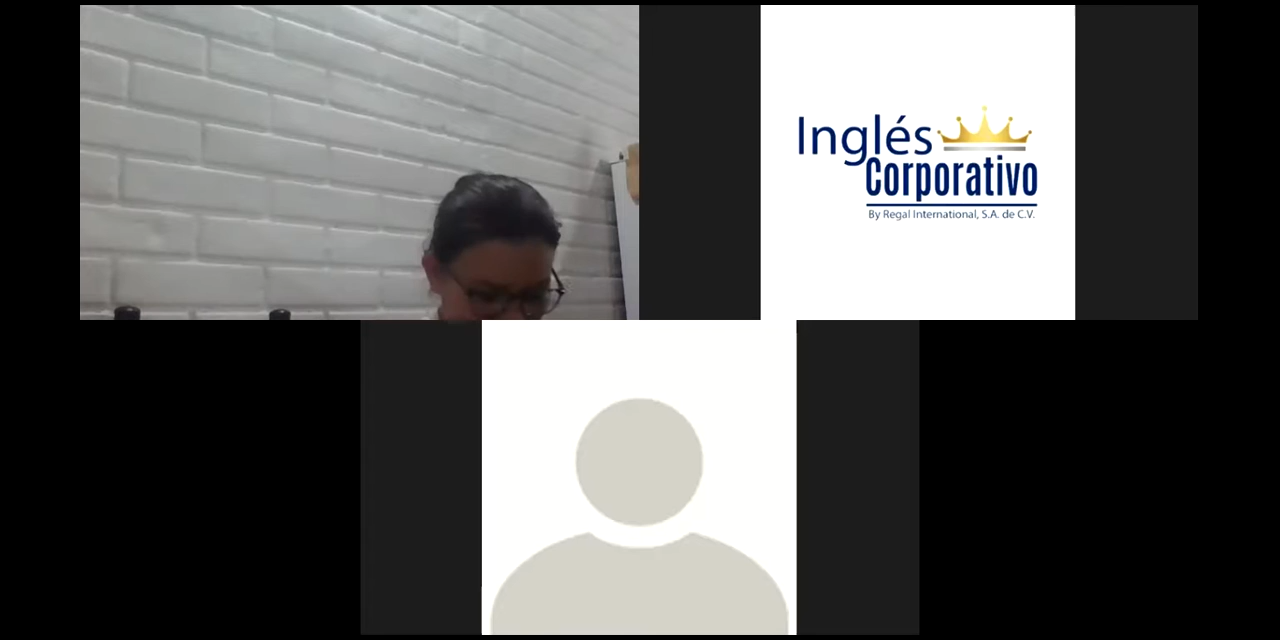 Inglés
Corporativo
By Regal International, S.A. de C.V.